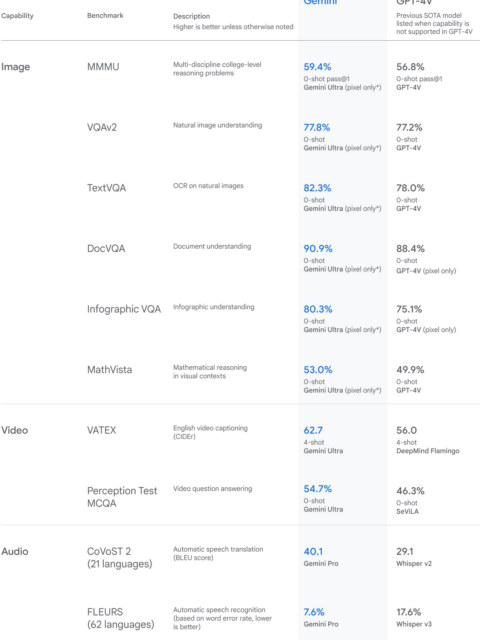 Gemini
GPT-4V
Capability
Benchmark
Description
Higher is better unless otherwise noted
Previous SOTA model
listed when capability is
not supported in GPT-4V
Image
MMMU
Multi-discipline college-level
reasoning problems
59.4%
0-shot pass@1
Gemini Ultra (pixel only*)
56.8%
0-shot pass@1
GPT-4V
VQAv2
Natural image understanding
77.8%
0-shot
Gemini Ultra (pixel only*)
77.2%
0-shot
GPT-4V
TextVQA
OCR on natural images
82.3%
0-shot
Gemini Ultra (pixel only*)
78.0%
0-shot
GPT-4V
DocVQA
Document understanding
90.9%
0-shot
Gemini Ultra (pixel only*)
88.4%
0-shot
GPT-4V (pixel only)
Infographic VQA
Infographic understanding
80.3%
0-shot
Gemini Ultra (pixel only*)
75.1%
0-shot
GPT-4V (pixel only)
MathVista
Mathematical reasoning
in visual contexts
53.0%
0-shot
Gemini Ultra (pixel only*)
49.9%
0-shot
GPT-4V
Video
VATEX
English video captioning
(CIDEr)
62.7
4-shot
Gemini Ultra
56.0
4-shot
DeepMind Flamingo
Perception Test
MCQA
Video question answering
54.7%
0-shot
Gemini Ultra
46.3%
0-shot
SeViLA
Audio
CoVoST 2
(21 languages)
Automatic speech translation
(BLEU score)
40.1
Gemini Pro
29.1
Whisper v2
FLEURS
(62 languages)
Automatic speech recognition
(based on word error rate, lower
is better)
7.6%
Gemini Pro
17.6%
Whisper v3